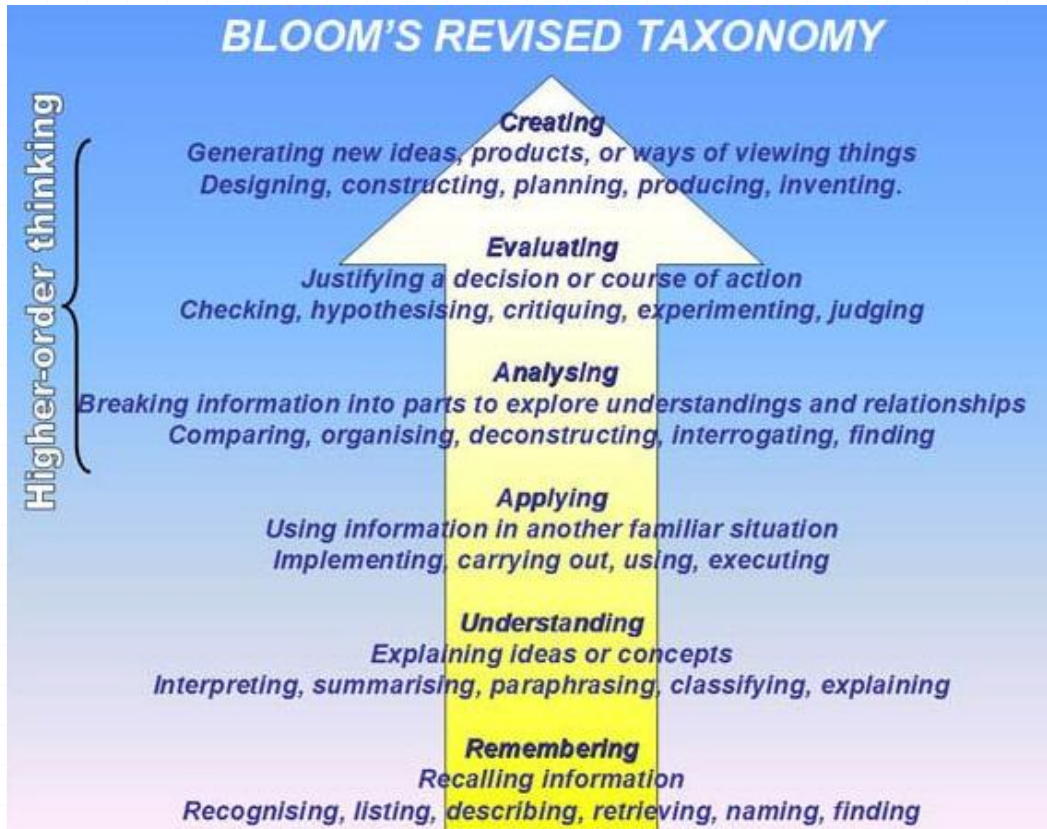 BLOOM'S REVISED TAXONOMY
Higher-order thinking
Creating
Generating new ideas, products, or ways of viewing things
Designing, constructing, planning, producing, inventing.
Evaluating
Justifying a decision or course of action
Checking, hypothesising, critiquing, experimenting, judging
Analysing
Breaking information into parts to explore understandings and relationships
Comparing, organising, deconstructing, interrogating, finding
Applying
Using information in another familiar situation
Implementing, carrying out, using, executing
Understanding
Explaining ideas or concepts
Interpreting, summarising, paraphrasing, classifying, explaining
Remembering
Recalling information
Recognising, listing, describing, retrieving, naming, finding